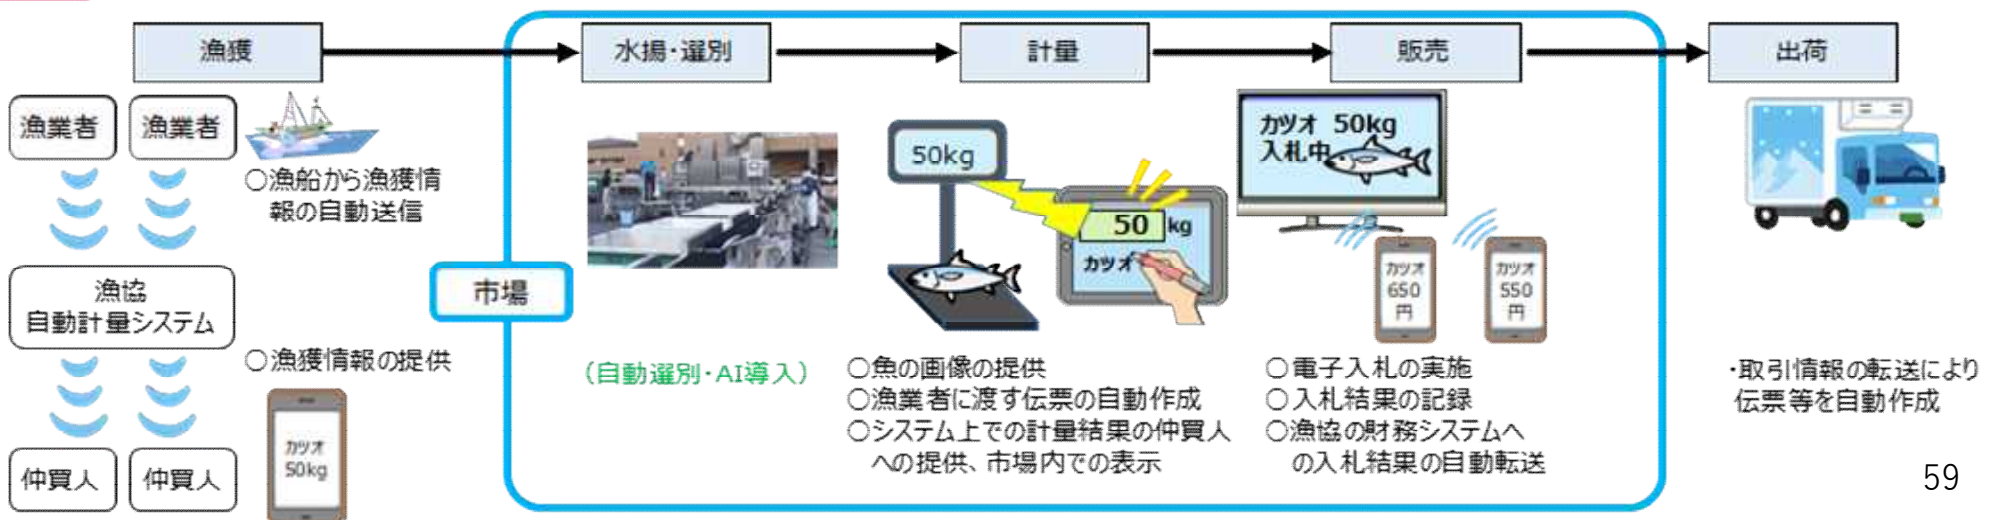 漁獲
水揚・選別
計量
販売
出荷
漁業者
漁業者
○漁船から漁獲情
報の自動送信
漁協
自動計量システム
○漁獲情報の提供
カツオ
50kg
仲買人
仲買人
市場
(自動選別・AI導入)
50kg
50 kg
カツオ
○魚の画像の提供
○漁業者に渡す伝票の自動作成
○システム上での計量結果の仲買人
への提供、市場内での表示
カツオ 50kg
入札中
カツオ
650
円
カツオ
550
円
○電子入札の実施
○入札結果の記録
○漁協の財務システムへ
の入札結果の自動転送
・取引情報の転送により
伝票等を自動作成
59